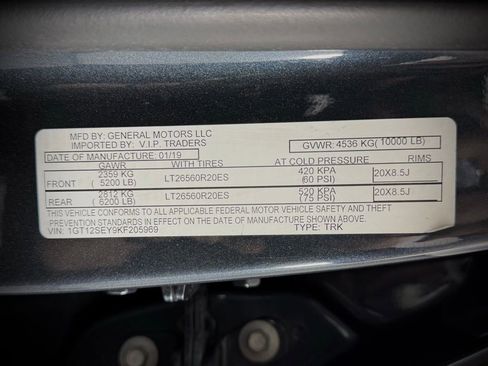 MFD BY: GENERAL MOTORS LLC
IMPORTED BY: V.I.P. TRADERS
GVWR: 4536 KG(10000 LB)
DATE OF MANUFACTURE: 01/19
GAWR WITH TIRES AT COLD PRESSURE RIMS
FRONT 2359 KG (5200 LB) LT26560R20ES 420 KPA (60 PSI) 20X8.5J
REAR 2812 KG (6200 LB) LT26560R20ES 520 KPA (75 PSI) 20X8.5J
THIS VEHICLE CONFORMS TO ALL APPLICABLE FEDERAL MOTOR VEHICLE SAFETY AND THEFT
PREVENTION STANDARDS IN EFFECT ON THE DATE OF MANUFACTURE SHOWN ABOVE.
VIN: 1GT12SEY9KF205969 TYPE: TRK